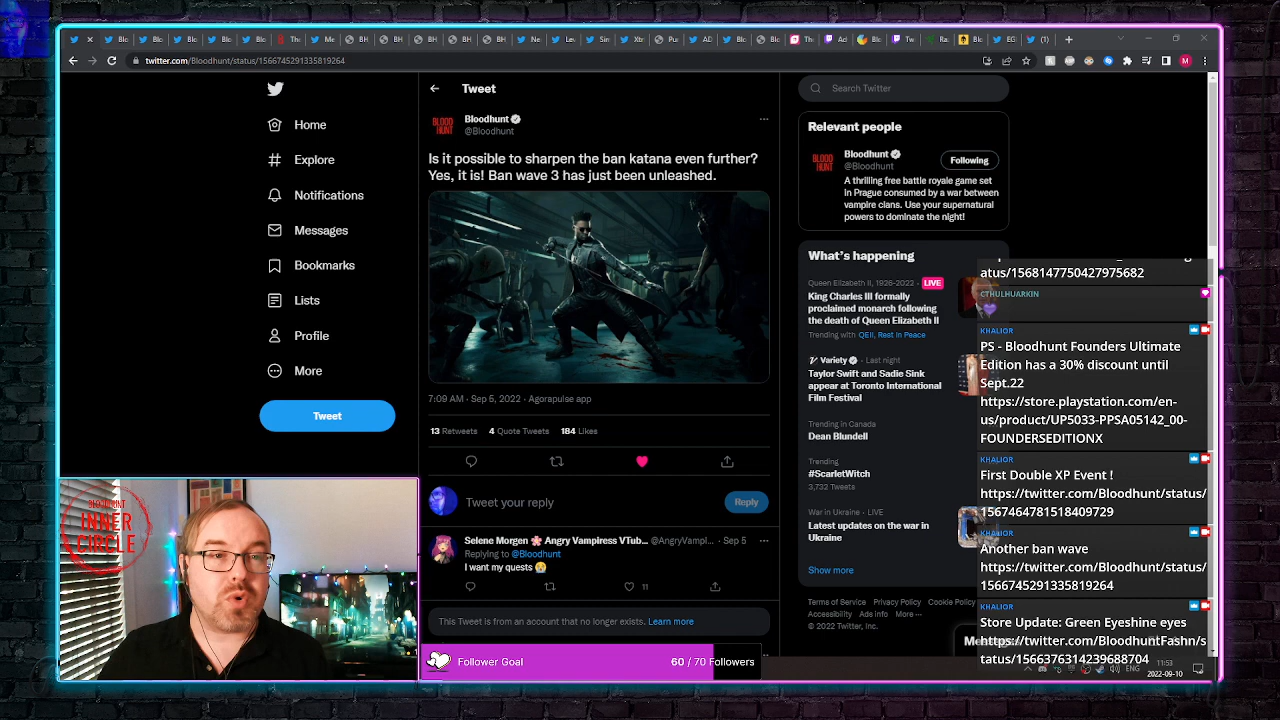 twitter.com/Bloodhunt/status/1566745291335819264
Home
Explore
Notifications
Messages
Bookmarks
Lists
Profile
More
Tweet
Tweet
BLOOD
HUNT
Bloodhunt
@Bloodhunt
Is it possible to sharpen the ban katana even further?
Yes, it is! Ban wave 3 has just been unleashed.
7:09 AM · Sep 5, 2022 · Agorapulse app
13 Retweets 4 Quote Tweets 184 Likes
Tweet your reply
Reply
Selene Morgen Angry Vampiress VTub... @AngryVampi... · Sep 5
Replying to @Bloodhunt
I want my quests
11
This Tweet is from an account that no longer exists. Learn more
Follower Goal 60 / 70 Followers
Search Twitter
Relevant people
BLOOD
HUNT
Bloodhunt
@Bloodhunt
Following
A thrilling free battle royale game set
in Prague consumed by a war between
vampire clans. Use your supernatural
powers to dominate the night!
What's happening
Queen Elizabeth II, 1926-2022 LIVE
King Charles III formally
proclaimed monarch following
the death of Queen Elizabeth II
Trending with QEII, Rest In Peace
Variety · Last night
Taylor Swift and Sadie Sink
appear at Toronto International
Film Festival
Trending in Canada
Dean Blundell
Trending
#ScarletWitch
3,732 Tweets
War in Ukraine · LIVE
Latest updates on the war in
Ukraine
Show more
Terms of Service Privacy Policy Cookie Policy
Accessibility Ads info More ···
© 2022 Twitter, Inc.
atus/1568147750427975682
CTHULHUARKIN
KHALIOR
PS - Bloodhunt Founders Ultimate
Edition has a 30% discount until
Sept.22
https://store.playstation.com/en-
us/product/UP5033-PPSA05142_00-
FOUNDERSEDITIONX
KHALIOR
First Double XP Event !
https://twitter.com/Bloodhunt/status/
1567464781518409729
KHALIOR
Another ban wave
https://twitter.com/Bloodhunt/status/
1566745291335819264
KHALIOR
Store Update: Green Eyeshine eyes
https://twitter.com/BloodhuntFashn/s
tatus/1566376314239688704
ENG
11:53
2022-09-10
BLOODHUNT
INNER
CIRCLE